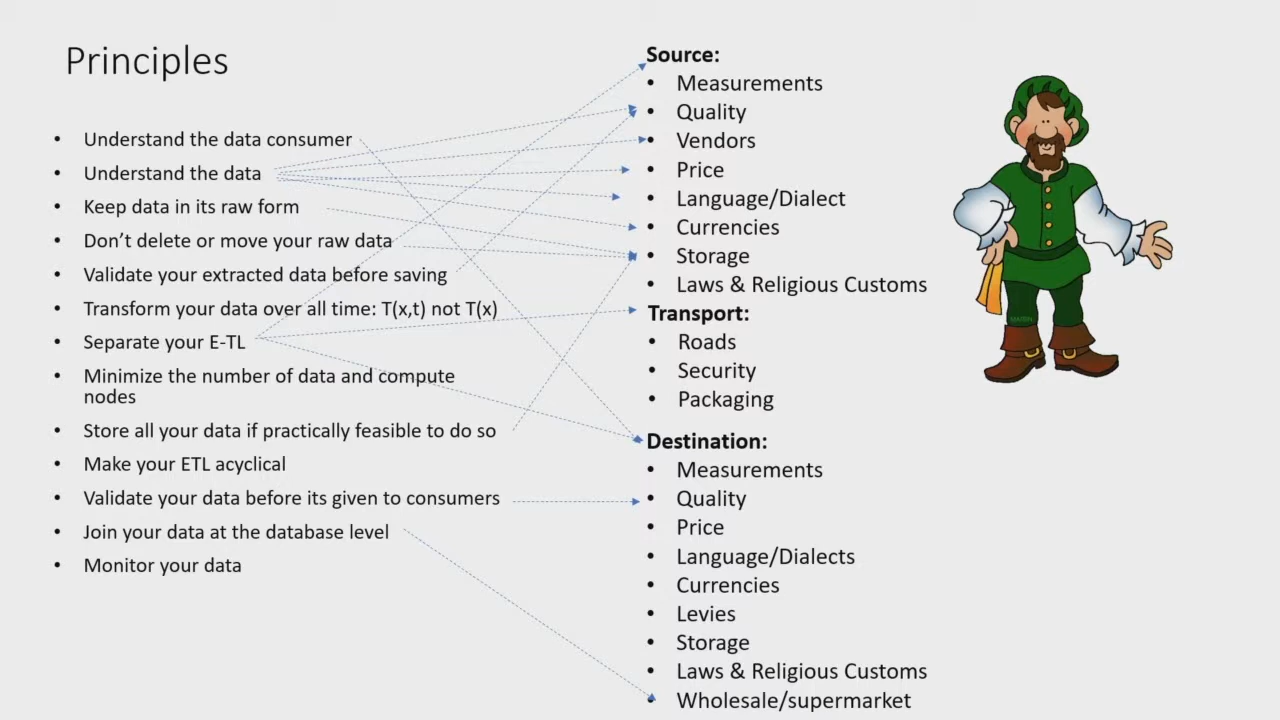 Principles
• Understand the data consumer
• Understand the data
• Keep data in its raw form
• Don’t delete or move your raw data
• Validate your extracted data before saving
• Transform your data over all time: T(x,t) not T(x)
• Separate your E-TL
• Minimize the number of data and compute
nodes
• Store all your data if practically feasible to do so
• Make your ETL acyclical
• Validate your data before its given to consumers
• Join your data at the database level
• Monitor your data
Source:
• Measurements
• Quality
• Vendors
• Price
• Language/Dialect
• Currencies
• Storage
• Laws & Religious Customs
Transport:
• Roads
• Security
• Packaging
Destination:
• Measurements
• Quality
• Price
• Language/Dialects
• Currencies
• Levies
• Storage
• Laws & Religious Customs
• Wholesale/supermarket